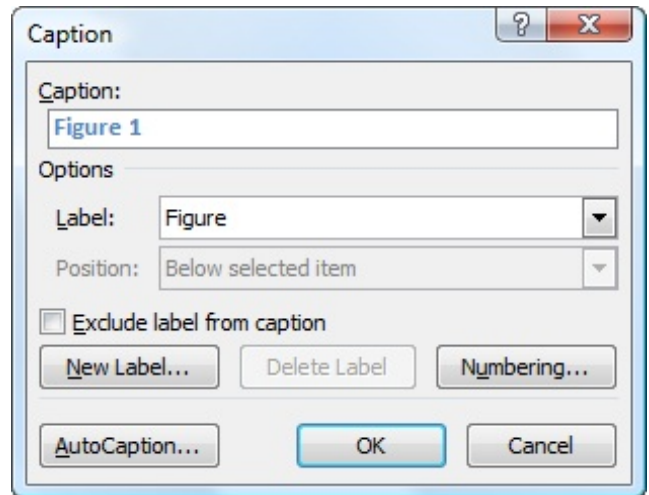 Caption
Caption:
Figure 1
Options
Label: Figure
Position: Below selected item
Exclude label from caption
New Label... Delete Label Numbering...
AutoCaption... OK Cancel